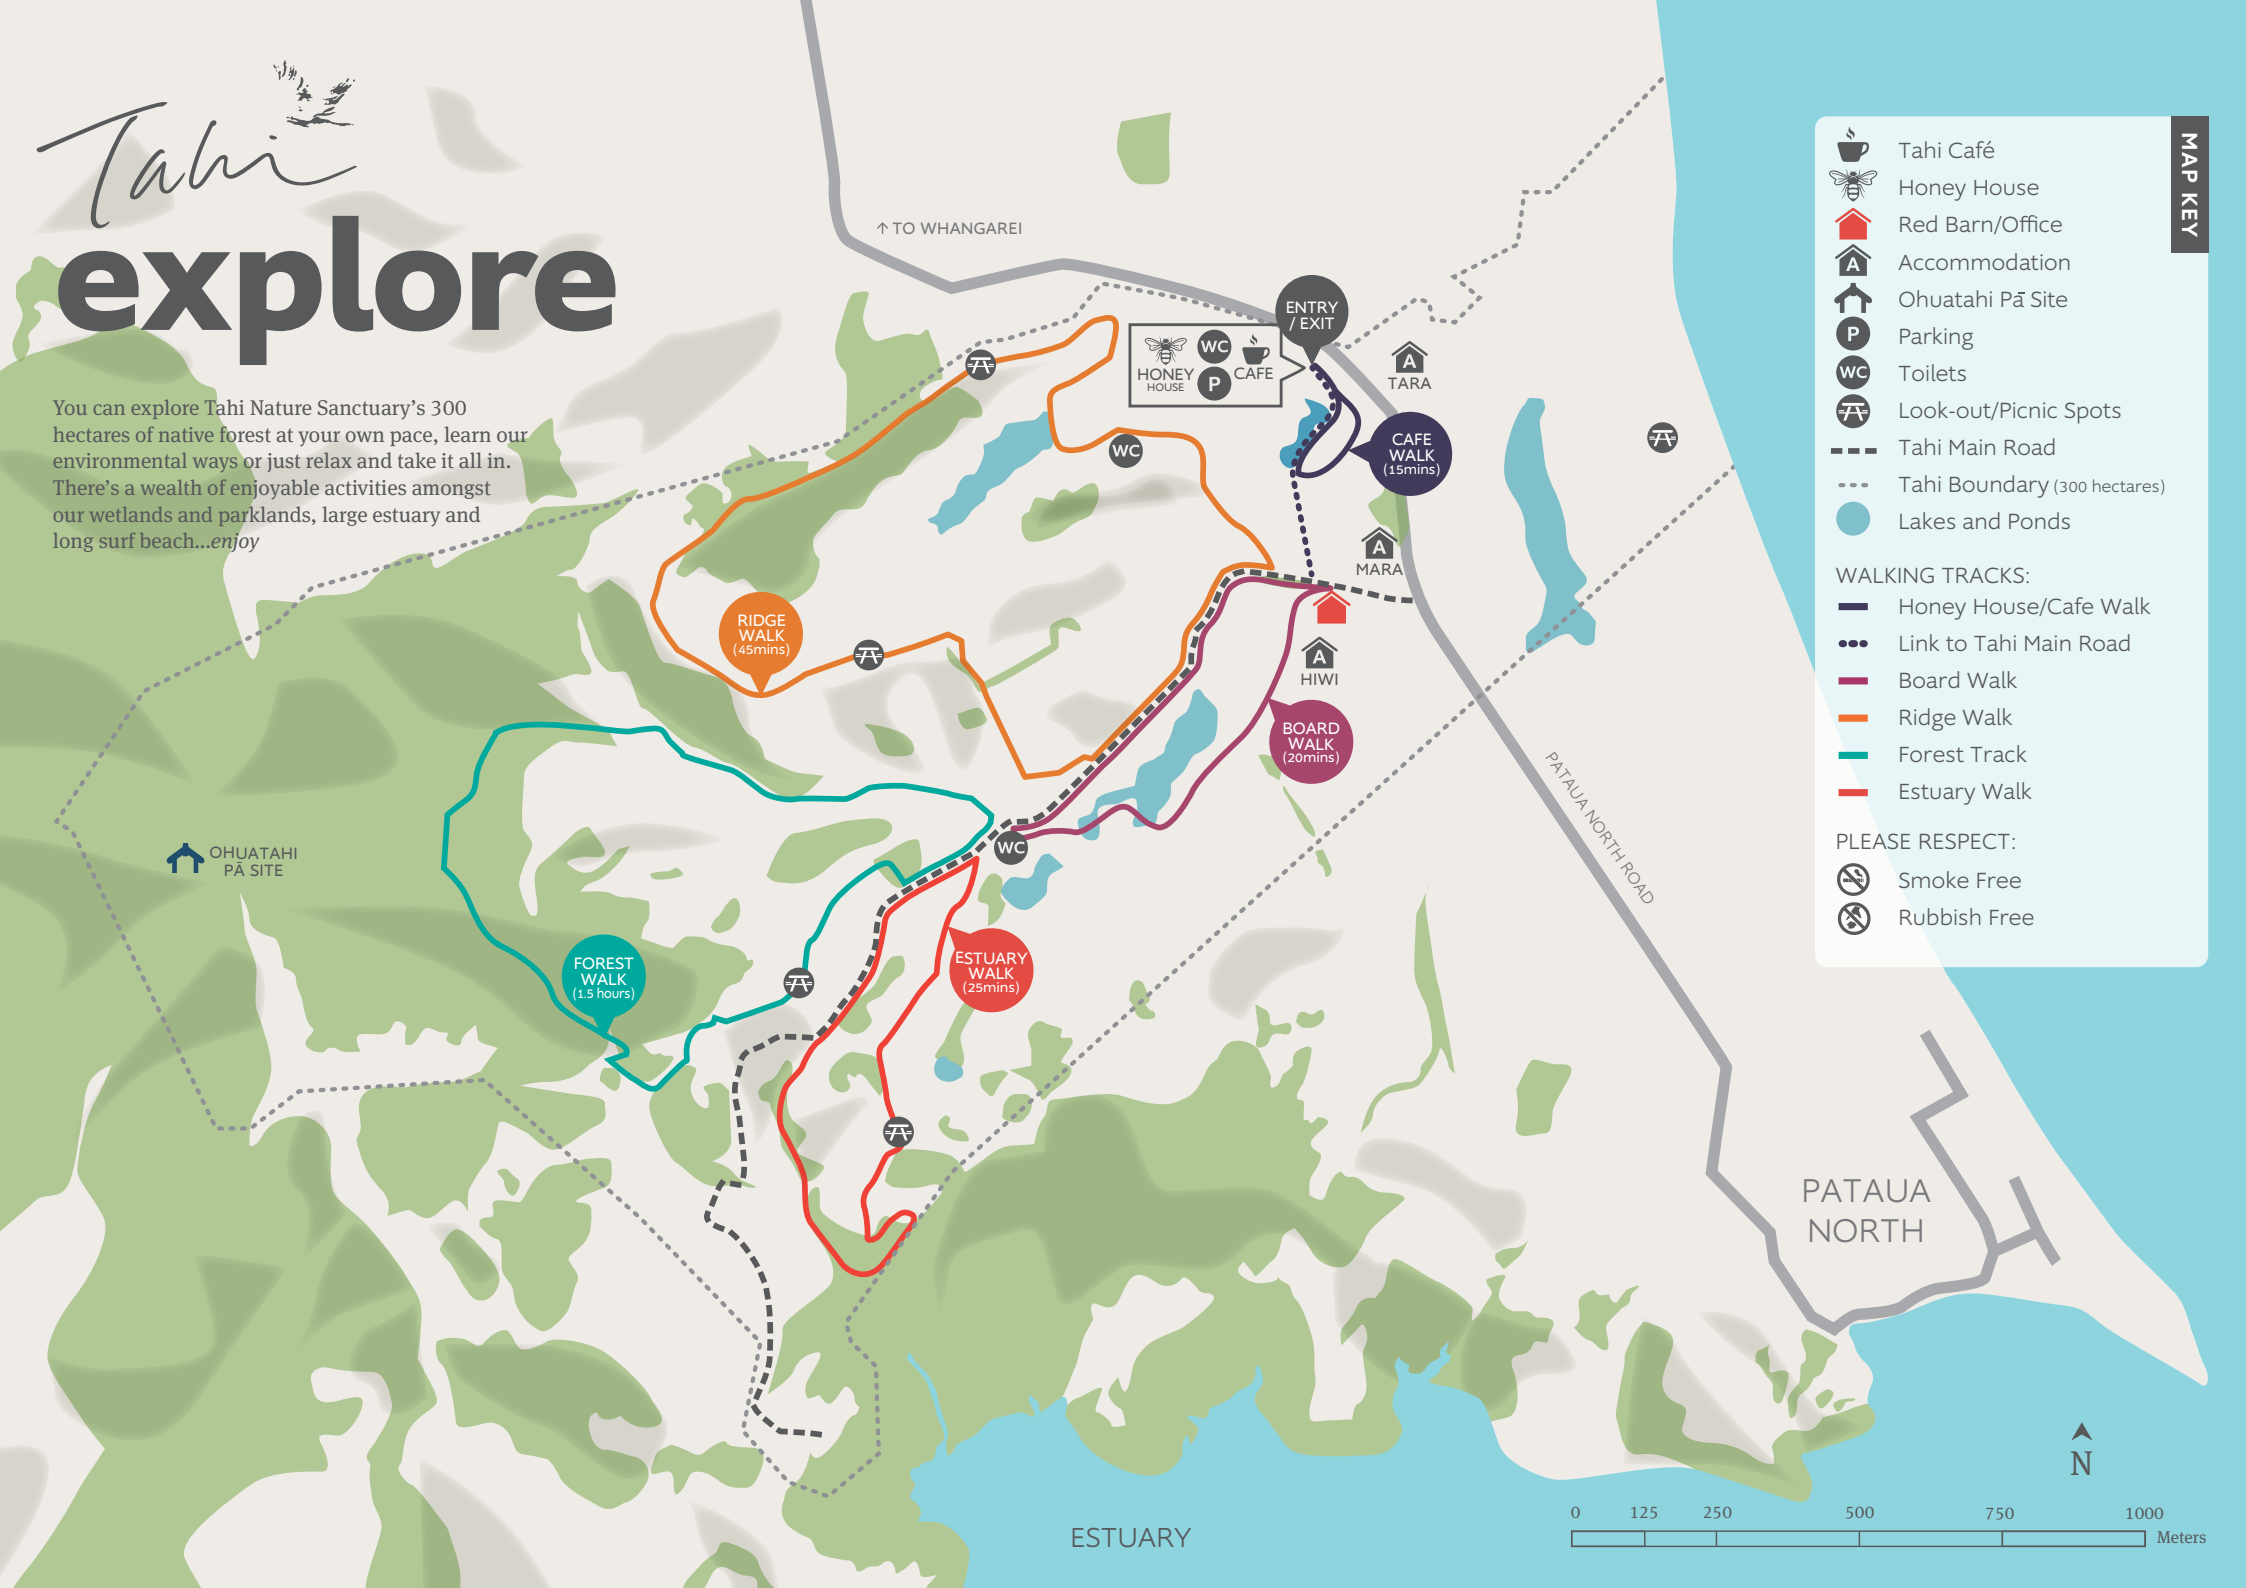 Tahi
explore
You can explore Tahi Nature Sanctuary's 300
hectares of native forest at your own pace, learn our
environmental ways or just relax and take it all in.
There's a wealth of enjoyable activities amongst
our wetlands and parklands, large estuary and
long surf beach...enjoy
↑ TO WHANGAREI
ENTRY
/ EXIT
HONEY
HOUSE
WC
P
CAFE
A
TARA
CAFE
WALK
(15mins)
WC
A
MARA
RIDGE
WALK
(45mins)
A
HIWI
BOARD
WALK
(20mins)
PATAUA NORTH ROAD
OHUATAHI
PĀ SITE
WC
FOREST
WALK
(1.5 hours)
ESTUARY
WALK
(25mins)
PATAUA
NORTH
ESTUARY
MAP KEY
Tahi Café
Honey House
Red Barn/Office
A Accommodation
Ohuatahi Pā Site
P Parking
WC Toilets
Look-out/Picnic Spots
Tahi Main Road
Tahi Boundary (300 hectares)
Lakes and Ponds
WALKING TRACKS:
Honey House/Cafe Walk
Link to Tahi Main Road
Board Walk
Ridge Walk
Forest Track
Estuary Walk
PLEASE RESPECT:
Smoke Free
Rubbish Free
N
0 125 250 500 750 1000
Meters